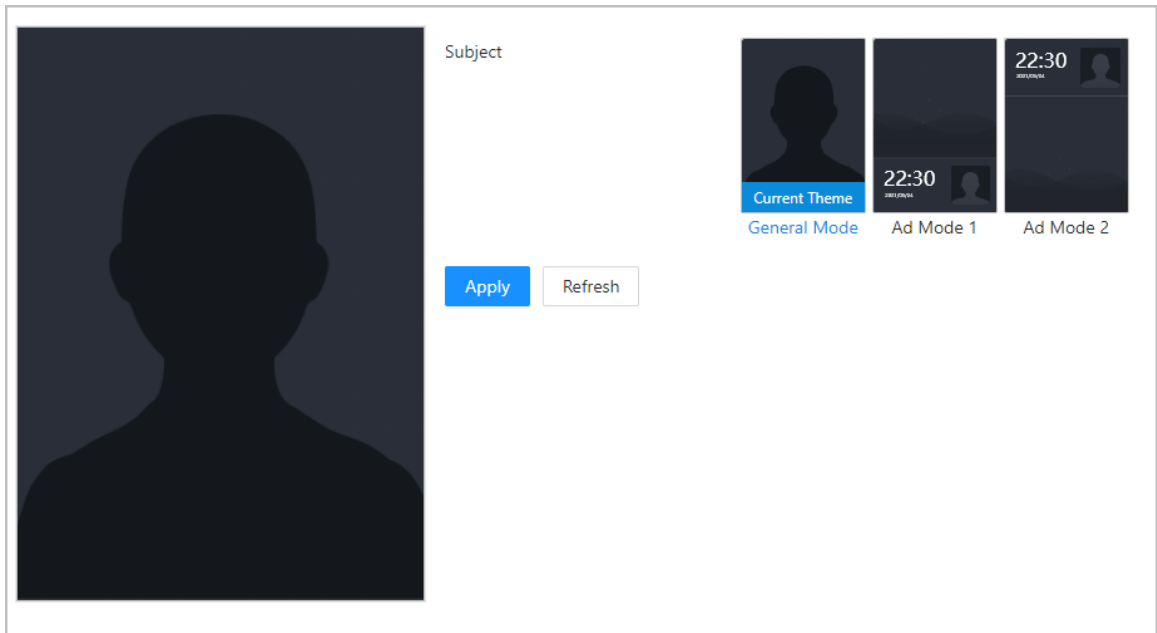 Subject
22:30
Current Theme
22:30
General Mode
Ad Mode 1
Ad Mode 2
Apply
Refresh